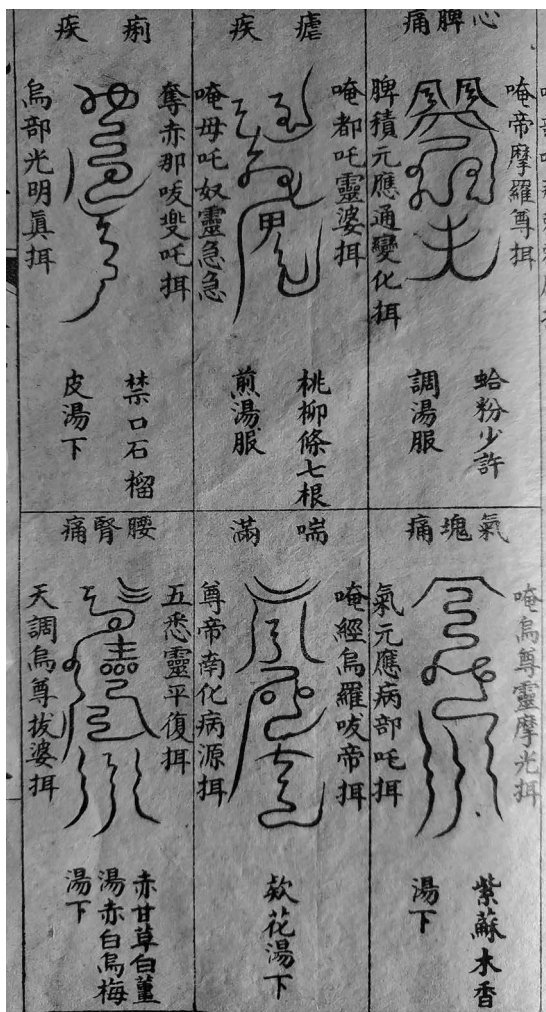 心脾痛
唵帝摩羅尊揖
脾積元應通變化揖
蛤粉少許
調湯服
瘧疾
唵都吒靈婆揖
唵毋吒奴靈急急
桃柳條七根
煎湯服
痢疾
奪赤那吒揖
烏部光明眞揖
禁口石榴
皮湯下
氣塊痛
唵烏尊靈摩光揖
氣元應病部吒揖
紫蘇木香
湯下
喘滿
唵經烏羅㕹帝揖
尊帝南化病源揖
欵花湯下
腰腎痛
五悉靈平復揖
天調烏尊拔婆揖
赤甘草白薑
湯赤白烏梅
湯下